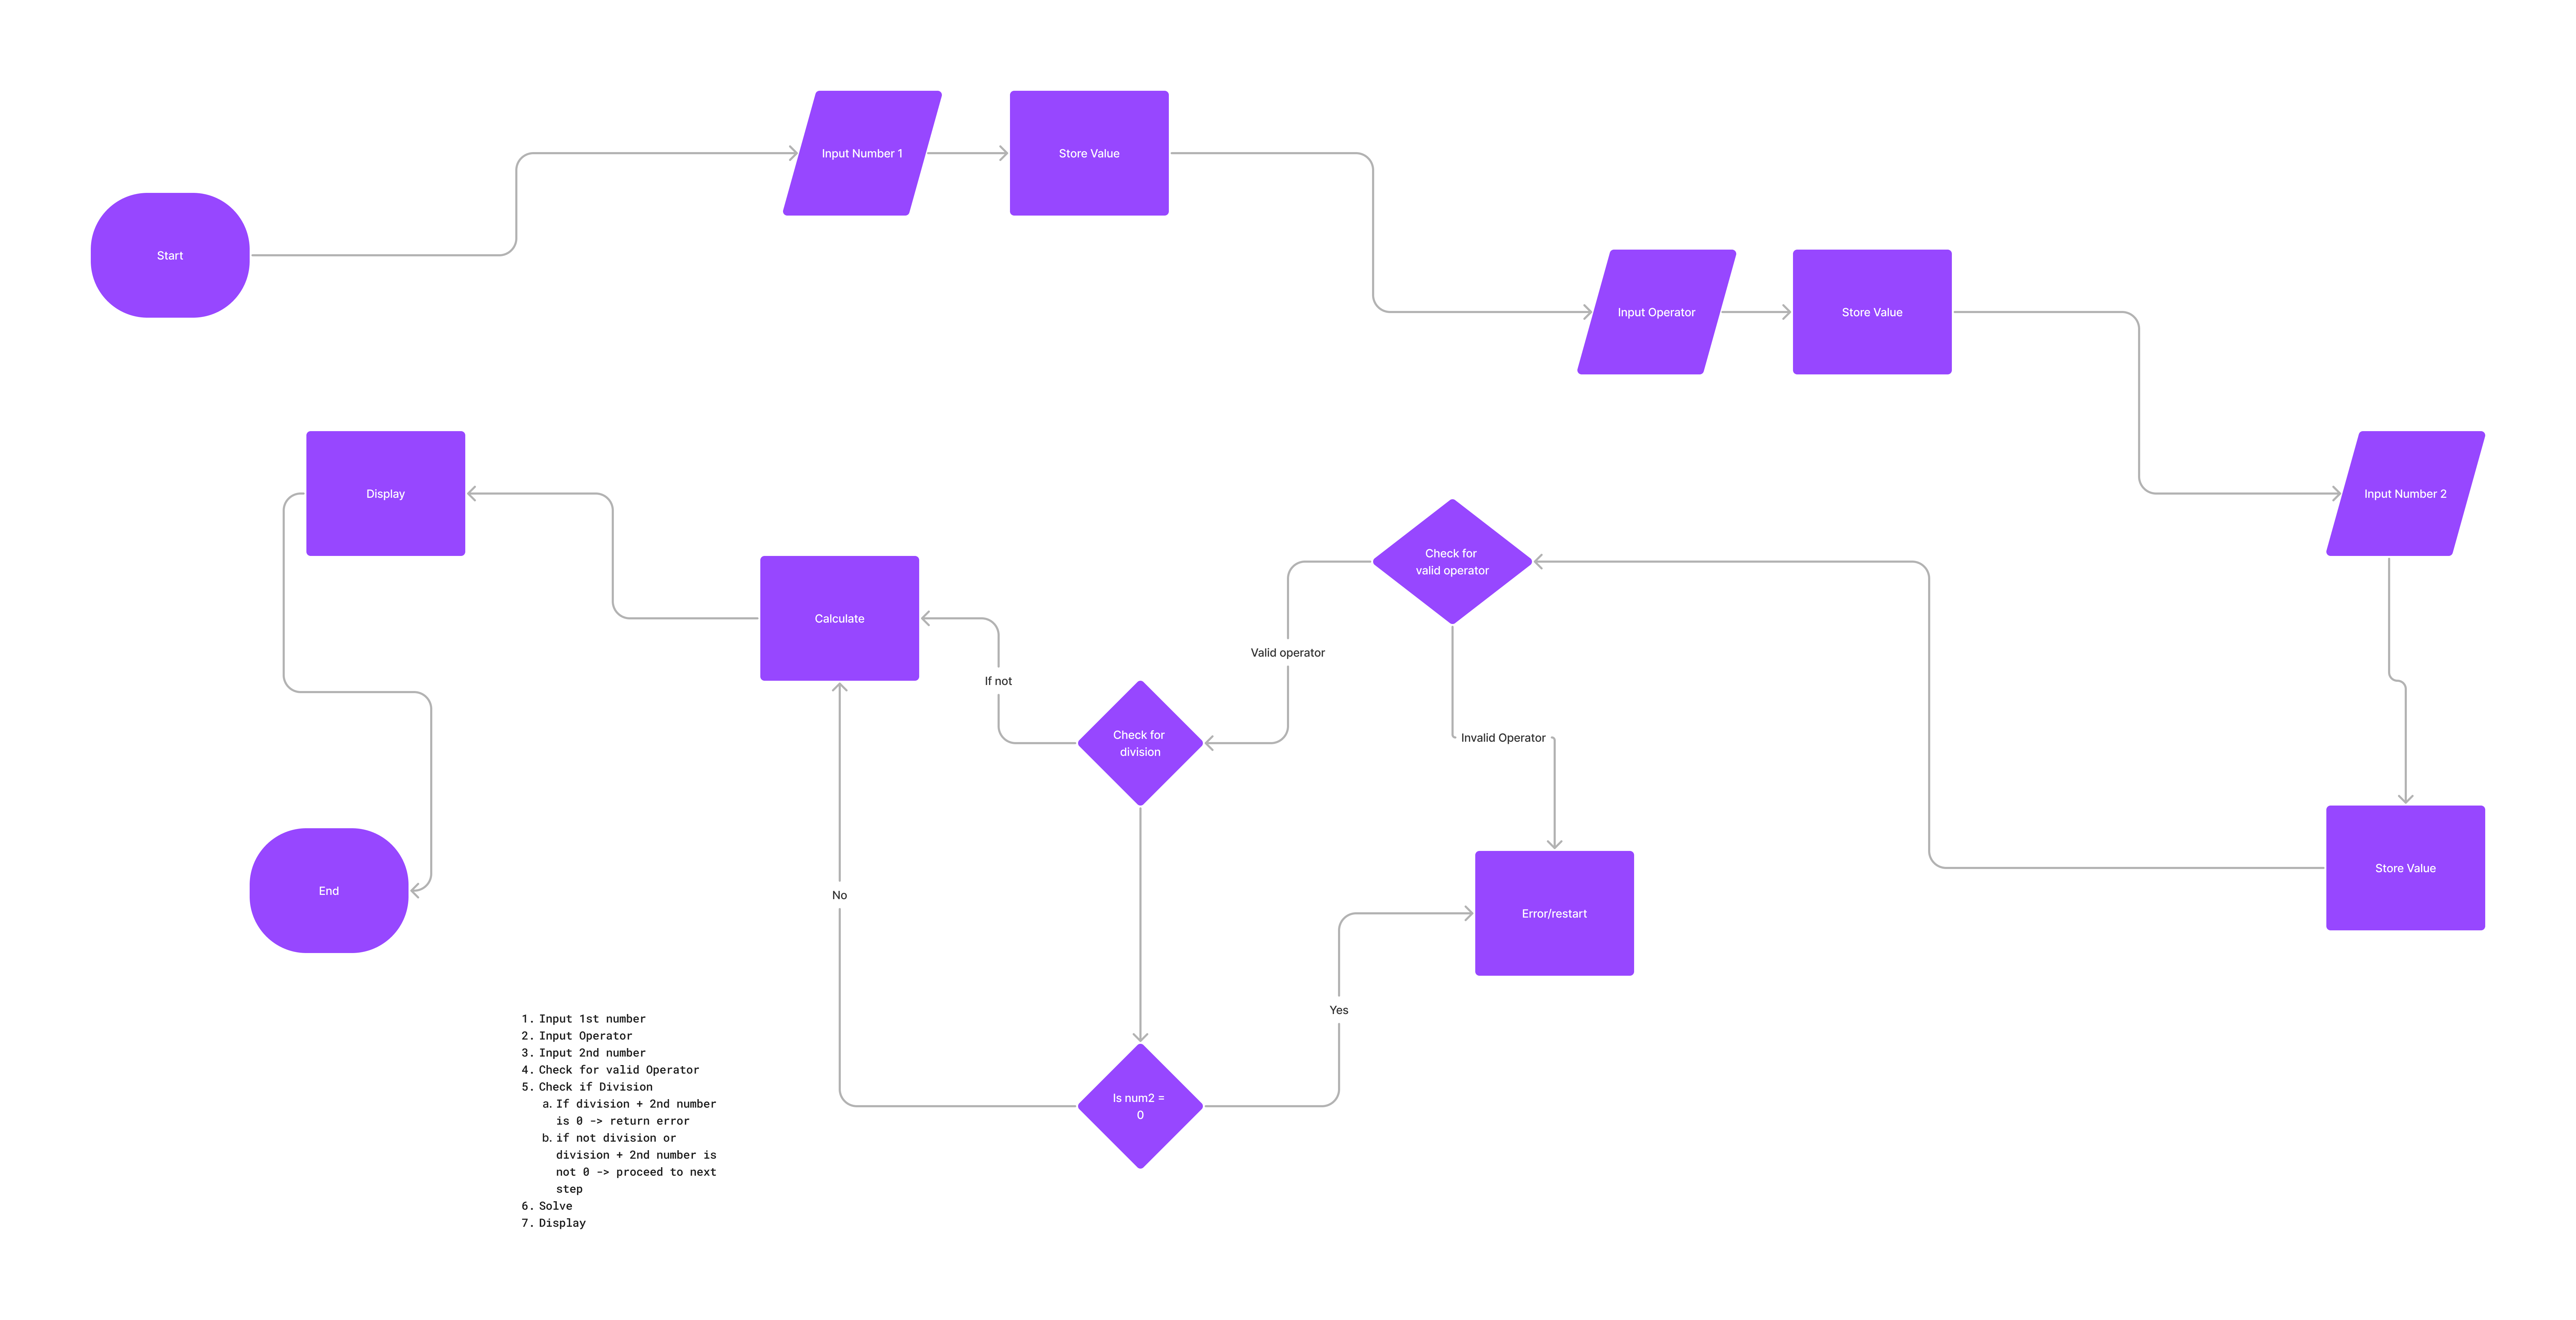 Input Number 1
Store Value
Start
Input Operator
Store Value
Display
Input Number 2
Check for
valid operator
Calculate
Valid operator
If not
Check for
division
Invalid Operator
Store Value
End
No
Error/restart
Yes
1. Input 1st number
2. Input Operator
3. Input 2nd number
4. Check for valid Operator
5. Check if Division
a. If division + 2nd number
is 0 -> return error
b. if not division or
division + 2nd number is
not 0 -> proceed to next
step
6. Solve
7. Display
Is num2 =
0